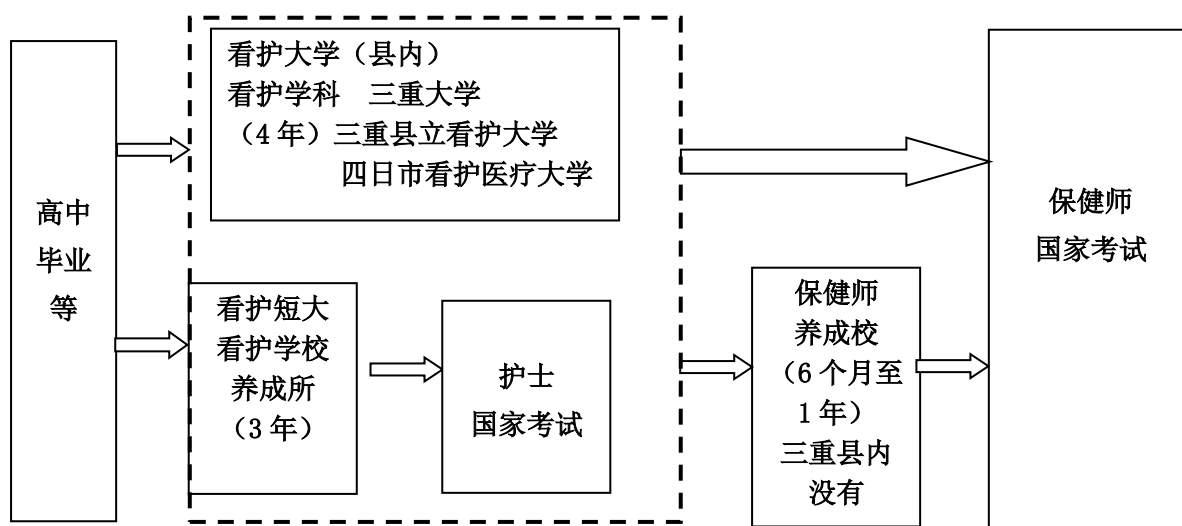 高中
毕业
等
看护大学（县内）
看护学科　三重大学
（4 年）三重县立看护大学
四日市看护医疗大学
看护短大
看护学校
养成所
（3 年）
护士
国家考试
保健师
养成校
（6 个月至
1 年）
三重县内
没有
保健师
国家考试